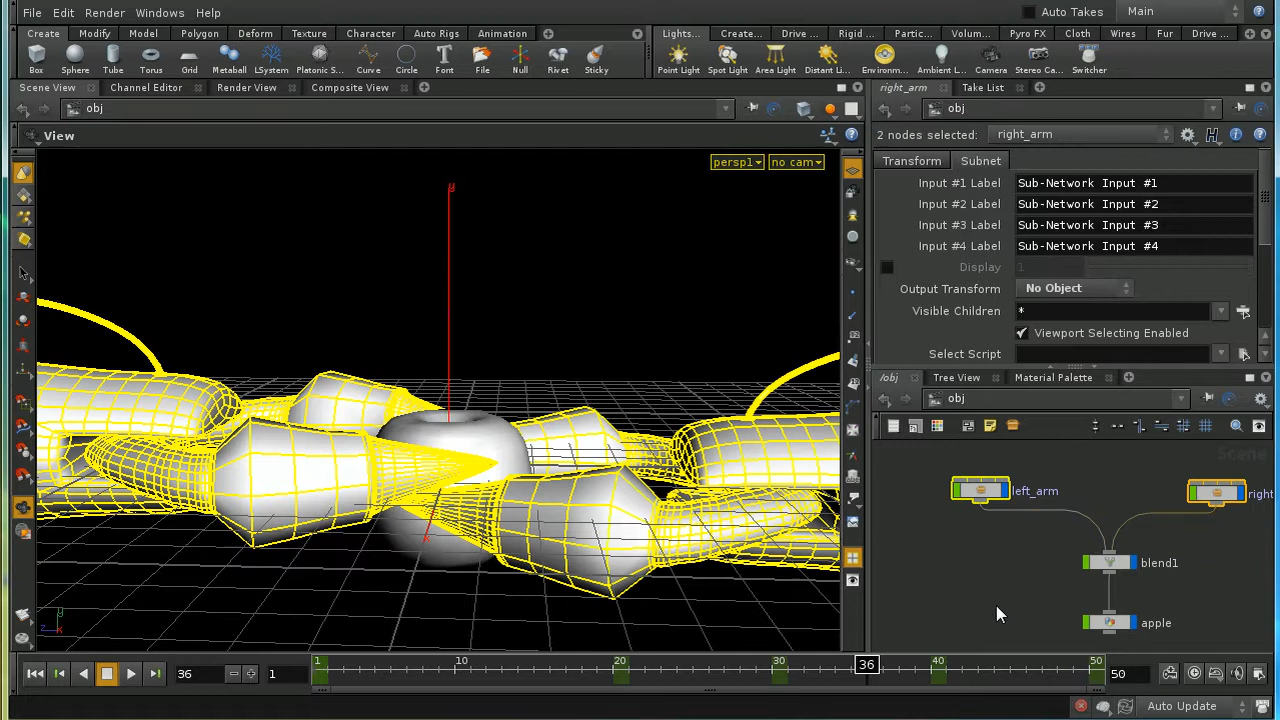 File Edit Render Windows Help Auto Takes Main
Create Modify Model Polygon Deform Texture Character Auto Rigs Animation Lights... Create... Drive ... Rigid ... Partic... Volum... Pyro FX Cloth Wires Fur Drive ...
Box Sphere Tube Torus Grid Metaball LSystem Platonic S... Curve Circle Font File Null Rivet Sticky Point Light Spot Light Area Light Distant Li... Environm... Ambient L... Camera Stereo Ca... Switcher
Scene View Channel Editor Render View Composite View right_arm Take List
obj obj
View 2 nodes selected: right_arm
persp1 no cam Transform Subnet
Input #1 Label Sub-Network Input #1
y
Input #2 Label Sub-Network Input #2
Input #3 Label Sub-Network Input #3
Input #4 Label Sub-Network Input #4
Display 1
Output Transform No Object
Visible Children *
Viewport Selecting Enabled
Select Script
/obj Tree View Material Palette
obj
Scene
left_arm right
x
blend1
y
z x
apple
36 1 1 10 20 30 36 40 50 50
Auto Update